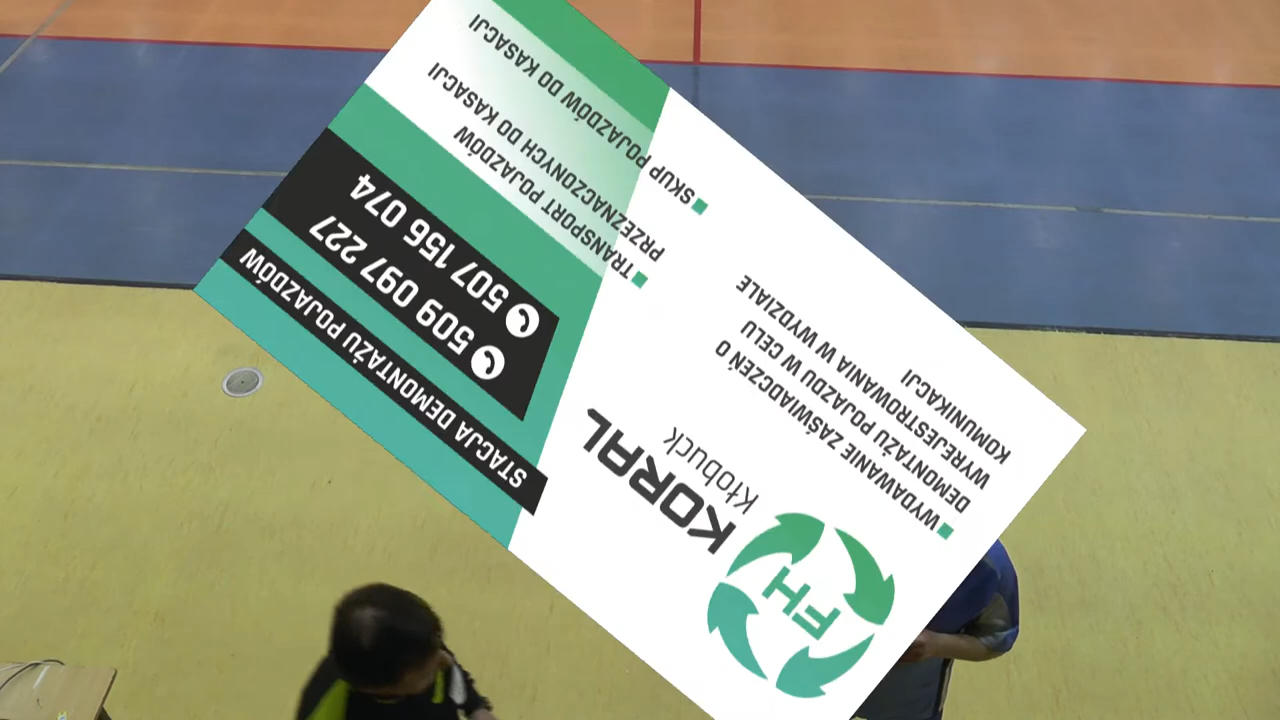 FH
KORAL
Kłobuck
STACJA DEMONTAŻU POJAZDÓW
509 097 227
507 156 074
WYDAWANIE ZAŚWIADCZEŃ O
DEMONTAŻU POJAZDU W CELU
WYREJESTROWANIA W WYDZIALE
KOMUNIKACJI
TRANSPORT POJAZDÓW
PRZEZNACZONYCH DO KASACJI
SKUP POJAZDÓW DO KASACJI